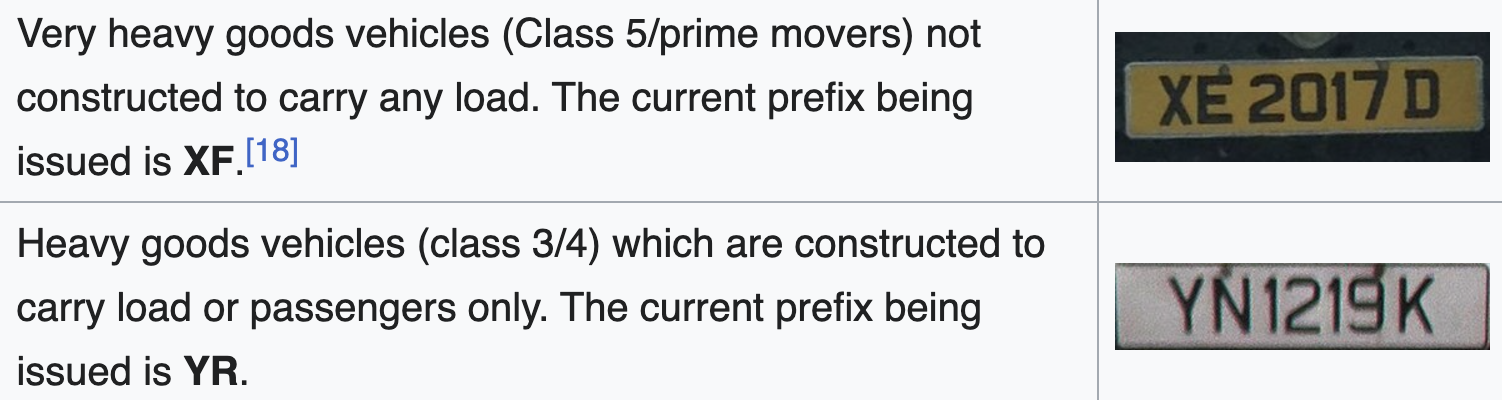 Very heavy goods vehicles (Class 5/prime movers) not
constructed to carry any load. The current prefix being
issued is XF.[18]
XE 2017 D
Heavy goods vehicles (class 3/4) which are constructed to
carry load or passengers only. The current prefix being
issued is YR.
YN1219K